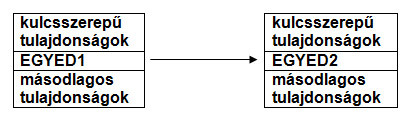 kulcsszerepű
tulajdonságok
EGYED1
másodlagos
tulajdonságok
kulcsszerepű
tulajdonságok
EGYED2
másodlagos
tulajdonságok